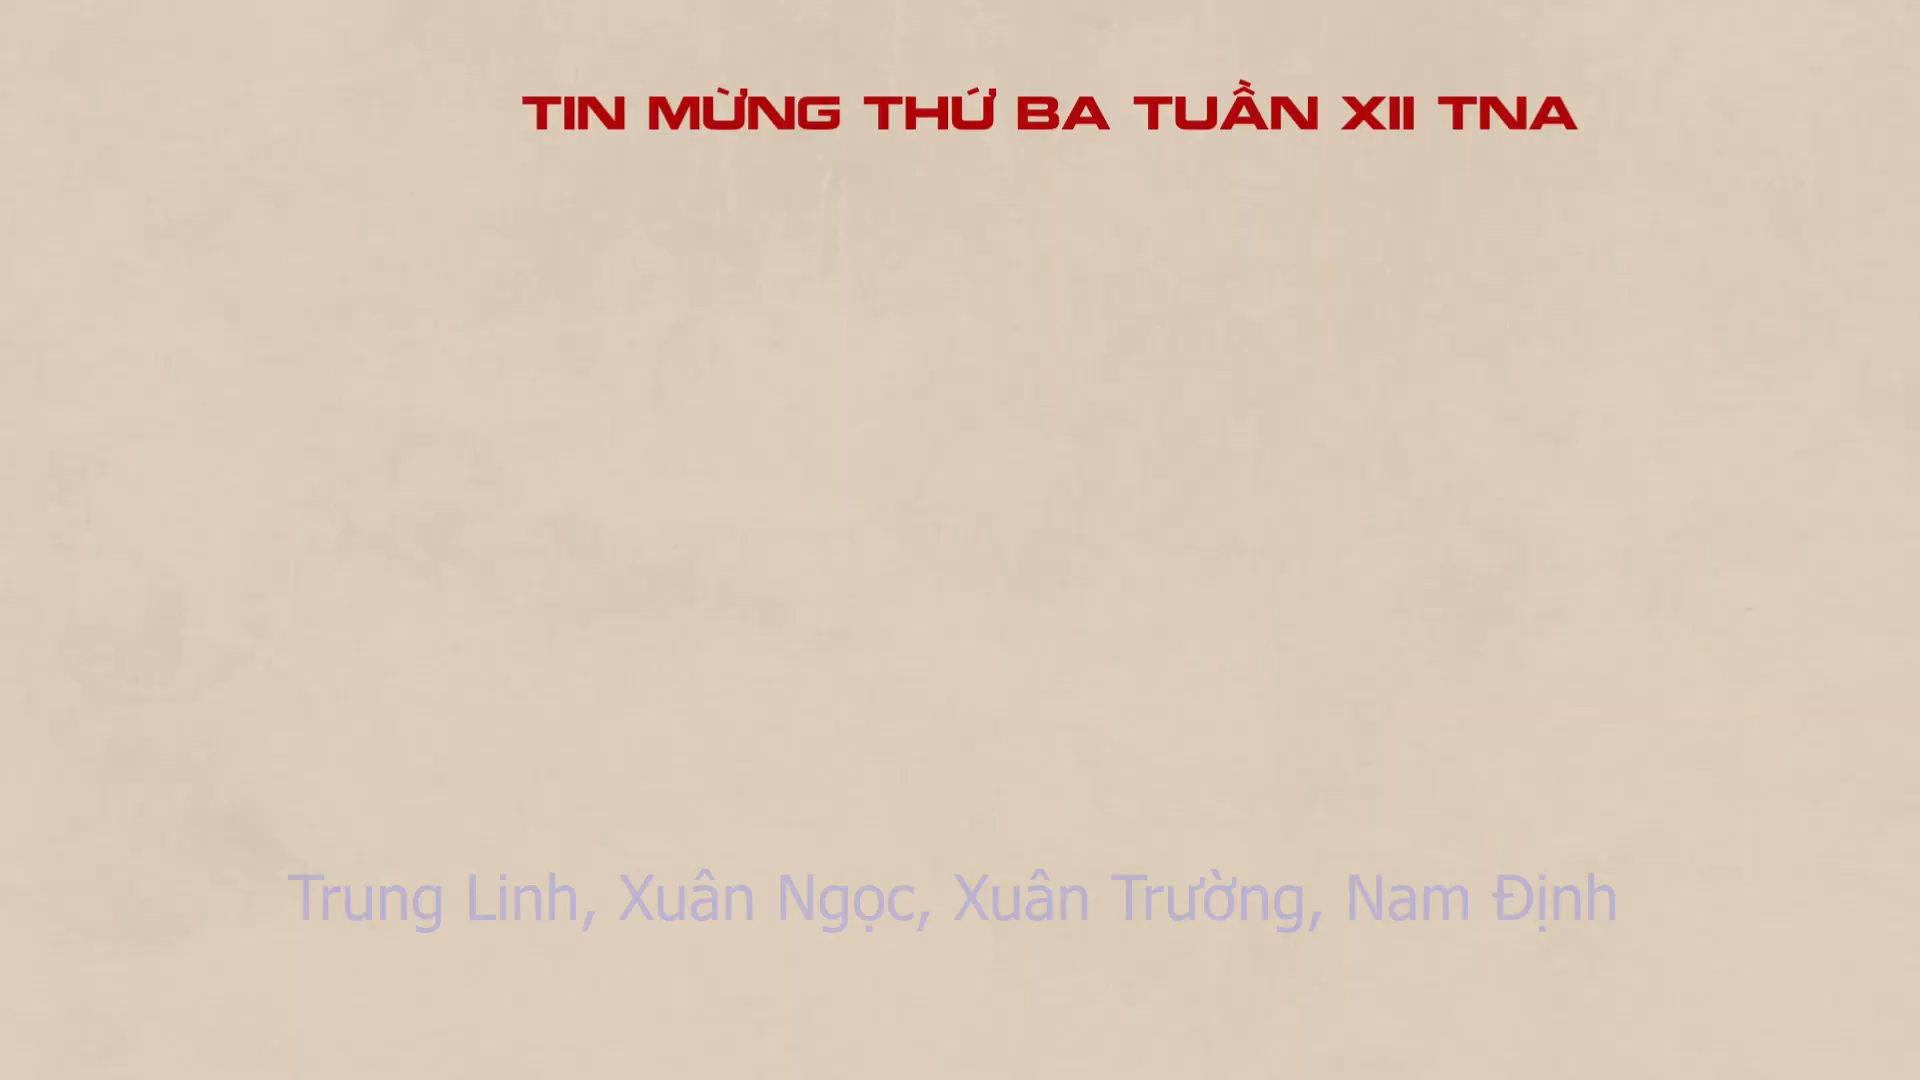 TIN MỪNG THỨ BA TUẦN XII TNA
Trung Linh, Xuân Ngọc, Xuân Trường, Nam Định